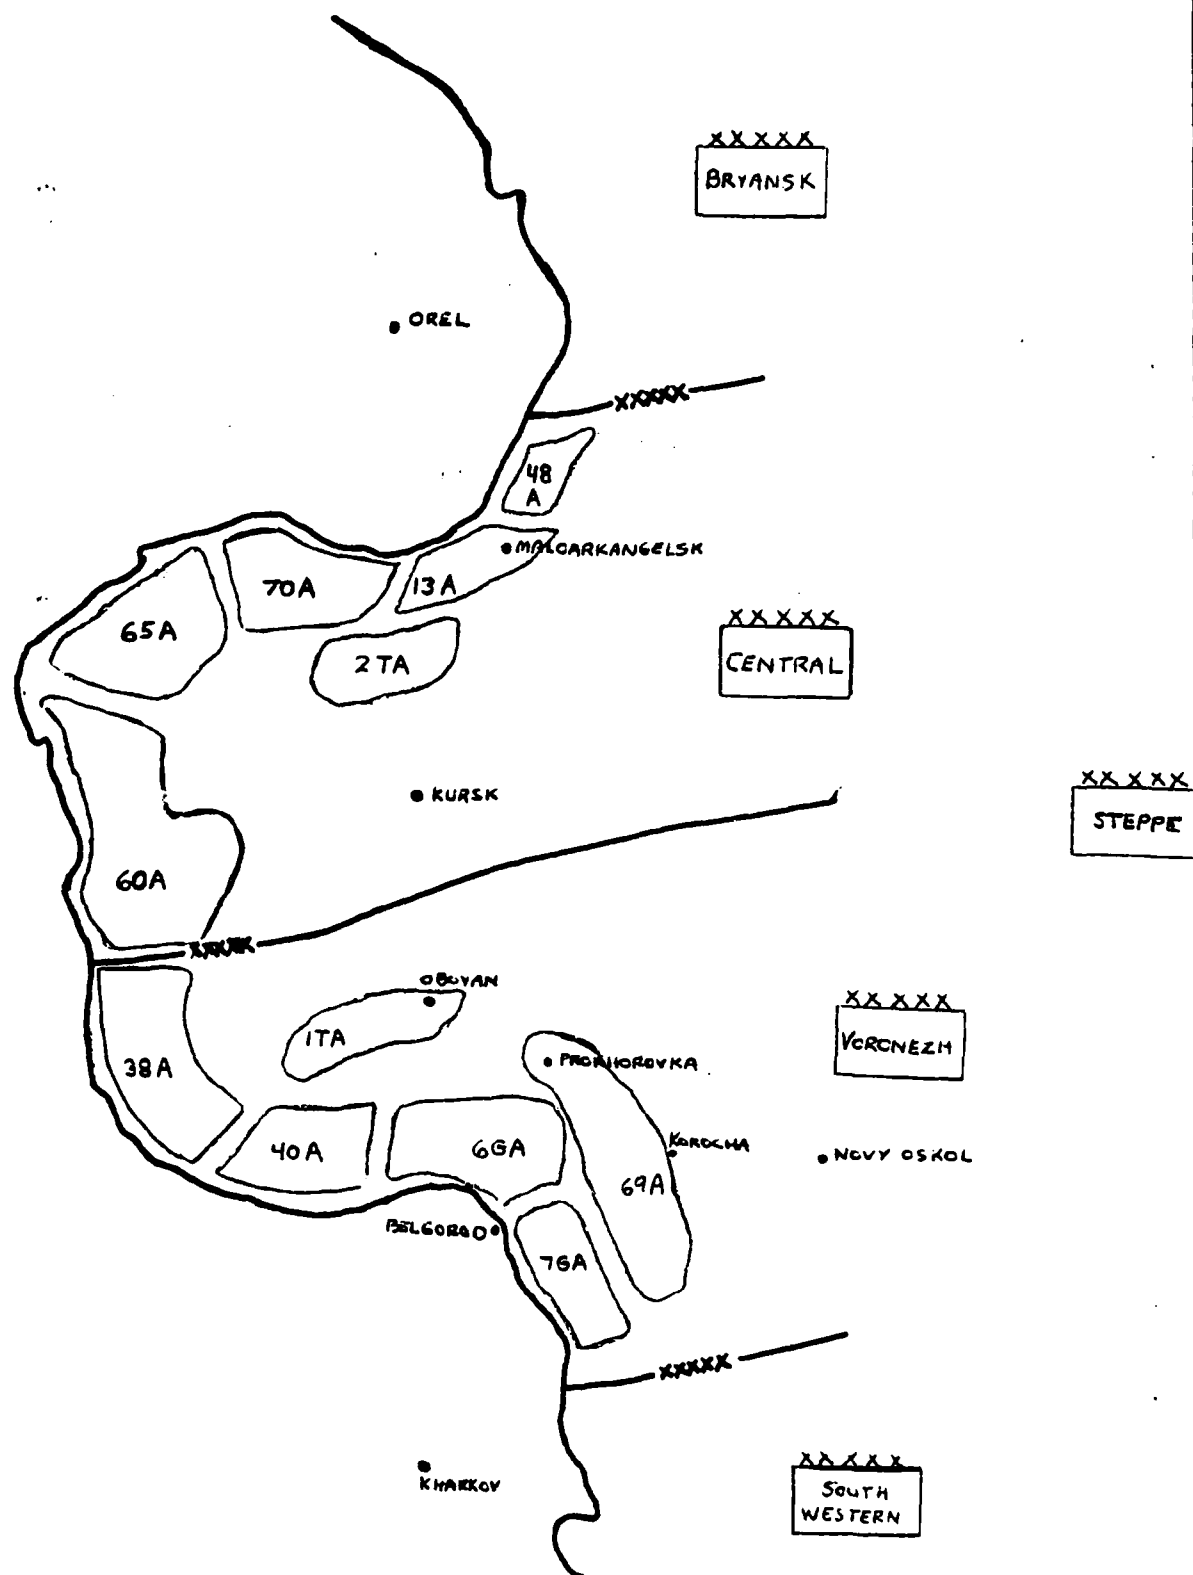 XXXXX
BRYANSK
OREL
XXXXX
48
A
MALOARKANGELSK
70A
13A
65A
2TA
XXXXX
CENTRAL
KURSK
XXXXX
STEPPE
60A
XXXXX
OBOYAN
1TA
XXXXX
VORONEZH
PROKHOROVKA
38A
40A
6GA
KOROCHA
NOVY OSKOL
69A
BELGOROD
7GA
XXXXX
KHARKOV
XXXXX
SOUTH
WESTERN